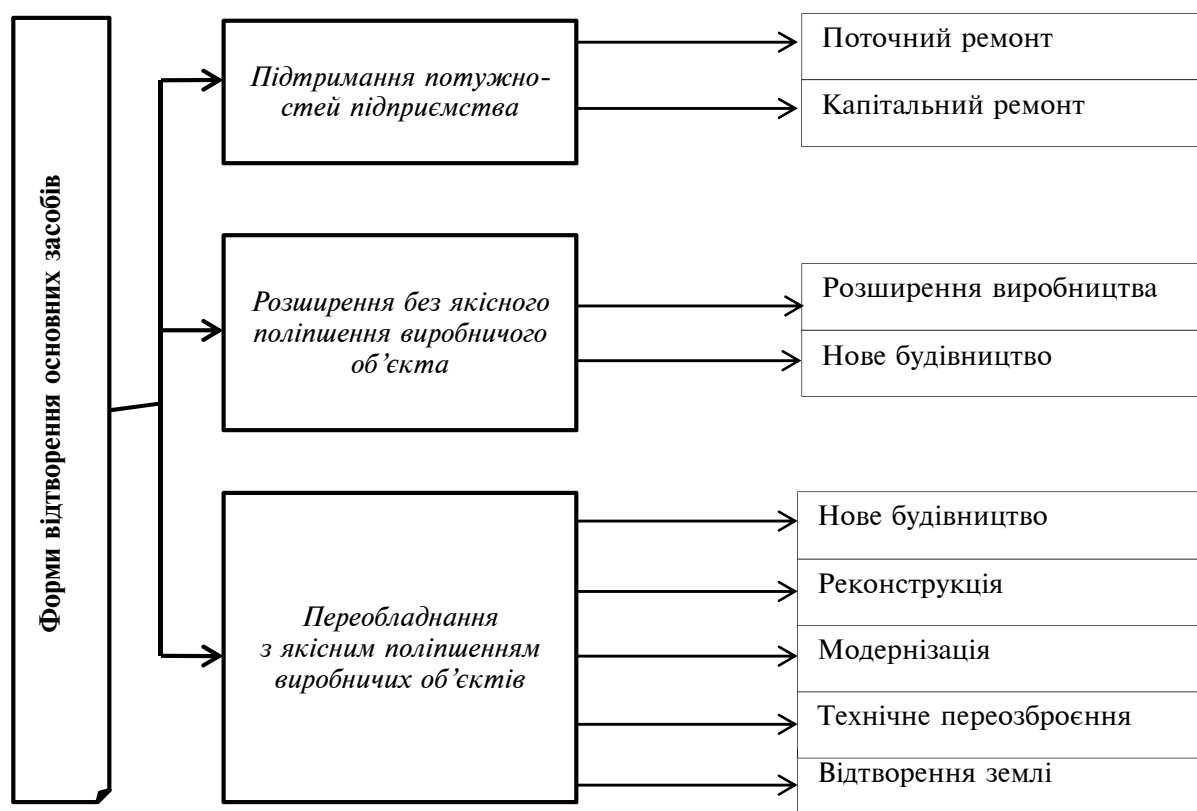 Форми відтворення основних засобів
Підтримання потужно-
стей підприємства
Поточний ремонт
Капітальний ремонт
Розширення без якісного
поліпшення виробничого
об’єкта
Розширення виробництва
Нове будівництво
Переобладнання
з якісним поліпшенням
виробничих об’єктів
Нове будівництво
Реконструкція
Модернізація
Технічне переозброєння
Відтворення землі